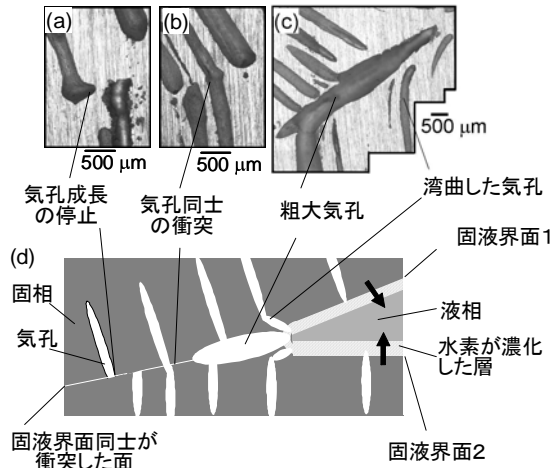 (a)
(b)
(c)
500 μm
500 μm
500 μm
気孔成長
の停止
気孔同士
の衝突
粗大気孔
湾曲した気孔
(d)
固液界面1
固相
液相
気孔
水素が濃化
した層
固液界面同士が
衝突した面
固液界面2